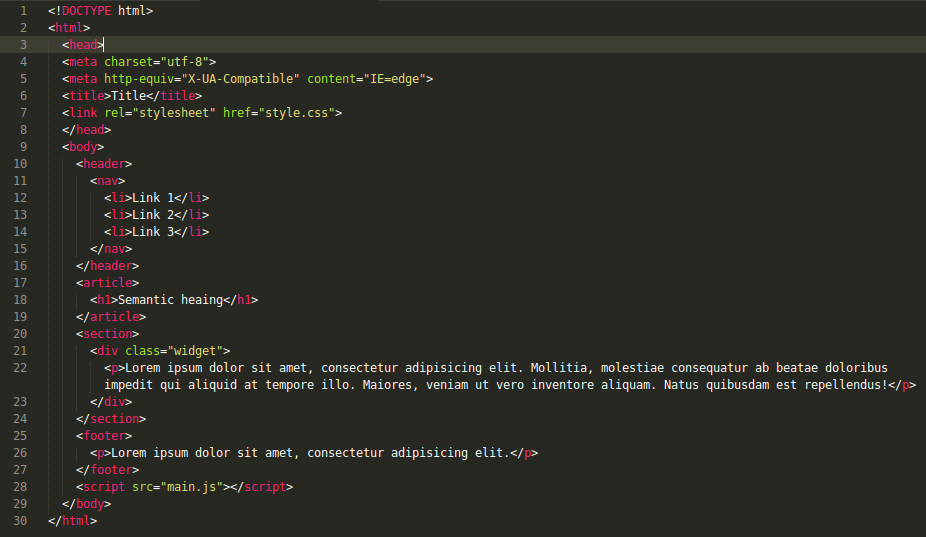 1 <!DOCTYPE html>
2 <html>
3 <head>
4 <meta charset="utf-8">
5 <meta http-equiv="X-UA-Compatible" content="IE=edge">
6 <title>Title</title>
7 <link rel="stylesheet" href="style.css">
8 </head>
9 <body>
10 <header>
11 <nav>
12 <li>Link 1</li>
13 <li>Link 2</li>
14 <li>Link 3</li>
15 </nav>
16 </header>
17 <article>
18 <h1>Semantic heaing</h1>
19 </article>
20 <section>
21 <div class="widget">
22 <p>Lorem ipsum dolor sit amet, consectetur adipisicing elit. Mollitia, molestiae consequatur ab beatae doloribus
impedit qui aliquid at tempore illo. Maiores, veniam ut vero inventore aliquam. Natus quibusdam est repellendus!</p>
23 </div>
24 </section>
25 <footer>
26 <p>Lorem ipsum dolor sit amet, consectetur adipisicing elit.</p>
27 </footer>
28 <script src="main.js"></script>
29 </body>
30 </html>